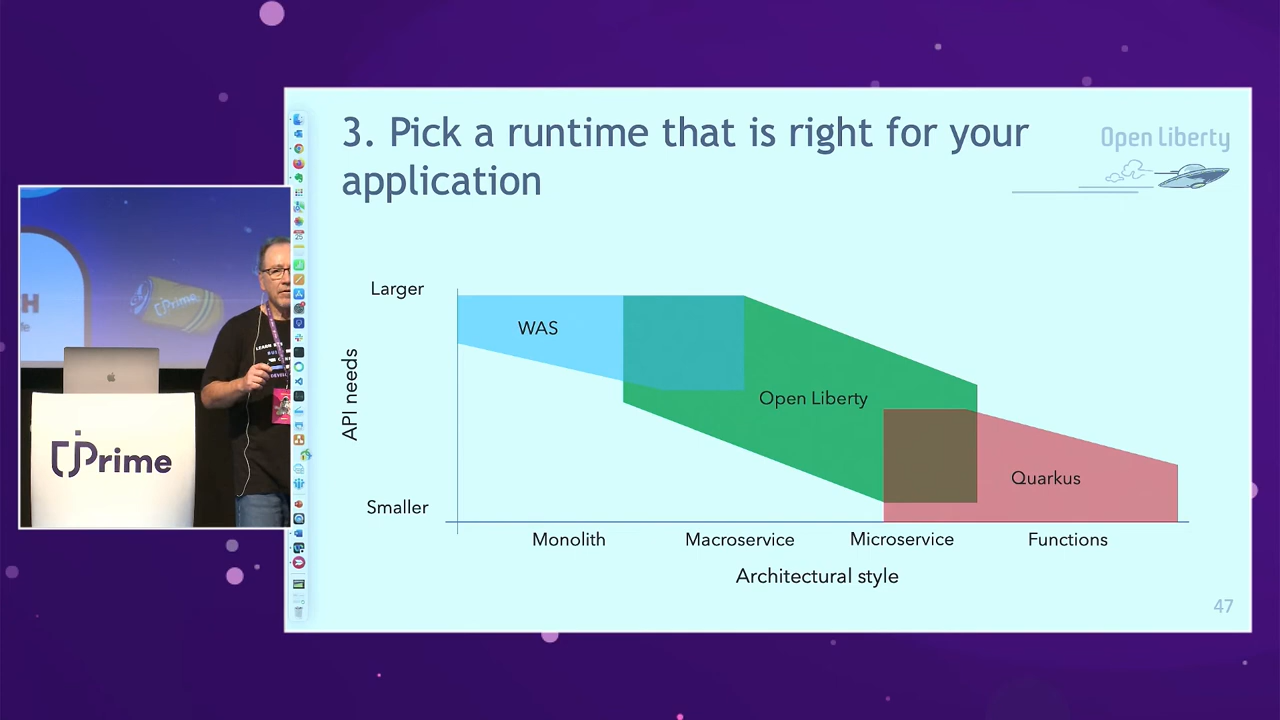 3. Pick a runtime that is right for your
application
Open Liberty
Larger
WAS
API needs
Open Liberty
Quarkus
Smaller
Monolith
Macroservice
Microservice
Functions
Architectural style
47
jPrime
jPrime